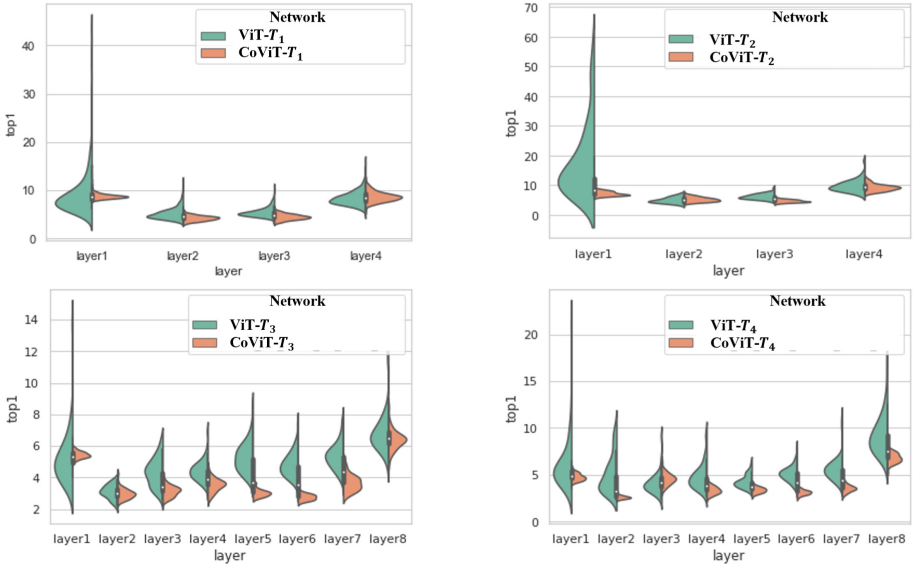 Network
ViT-T1
CoViT-T1
top1
40
30
20
10
0
layer1 layer2 layer3 layer4
layer
Network
ViT-T2
CoViT-T2
top1
70
60
50
40
30
20
10
0
layer1 layer2 layer3 layer4
layer
Network
ViT-T3
CoViT-T3
top1
14
12
10
8
6
4
2
layer1 layer2 layer3 layer4 layer5 layer6 layer7 layer8
layer
Network
ViT-T4
CoViT-T4
top1
20
15
10
5
0
layer1 layer2 layer3 layer4 layer5 layer6 layer7 layer8
layer